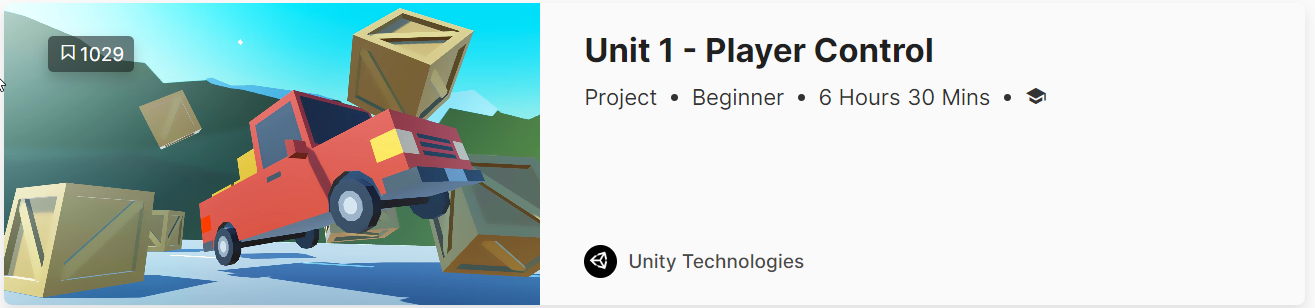 1029
Unit 1 - Player Control
Project • Beginner • 6 Hours 30 Mins •
Unity Technologies